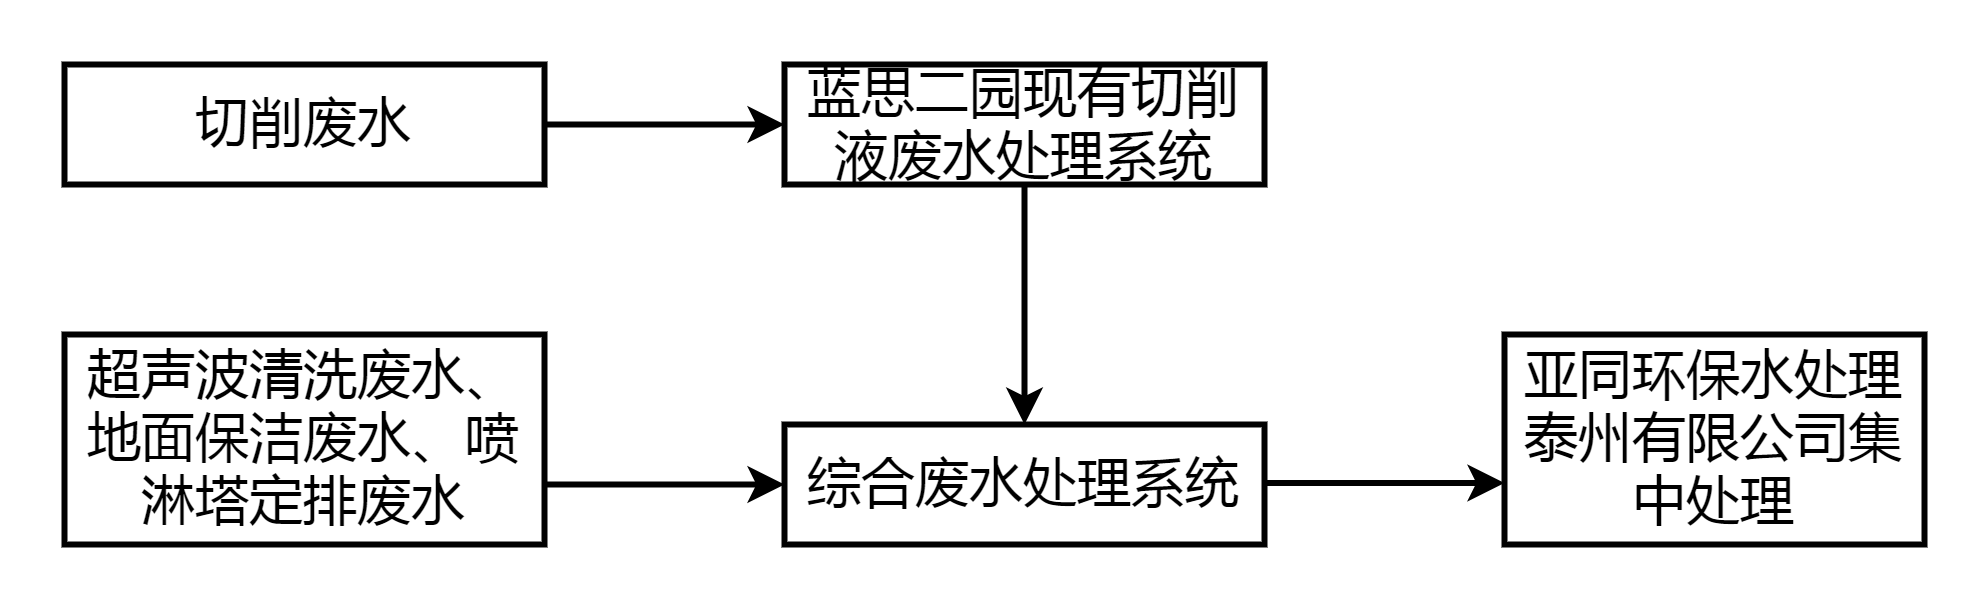 切削废水
蓝思二园现有切削
液废水处理系统
超声波清洗废水、
地面保洁废水、喷
淋塔定排废水
综合废水处理系统
亚同环保水处理
泰州有限公司集
中处理